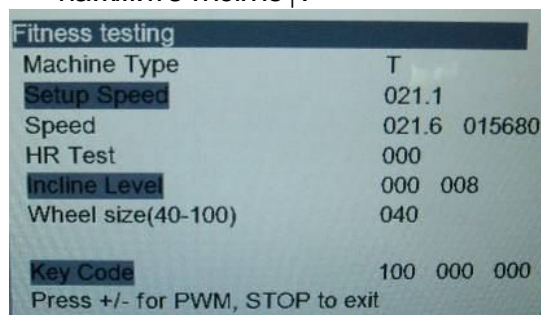 Fitness testing
Machine Type T
Setup Speed 021.1
Speed 021.6 015680
HR Test 000
Incline Level 000 008
Wheel size(40-100) 040
Key Code 100 000 000
Press +/- for PWM, STOP to exit